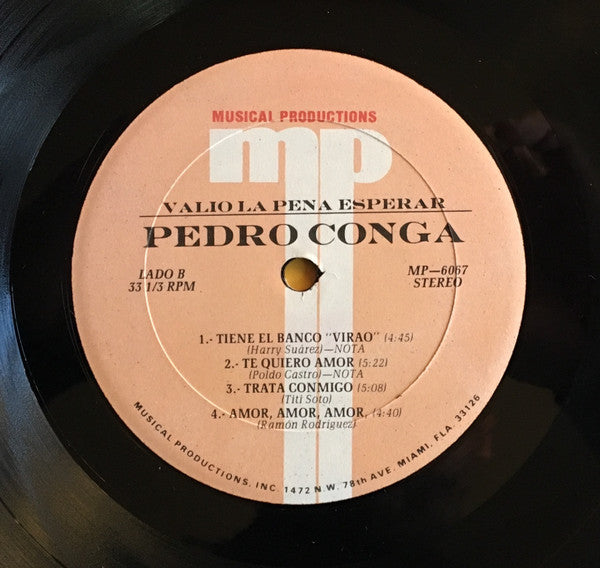 MUSICAL PRODUCTIONS
mp
VALIO LA PENA ESPERAR
PEDRO CONGA
LADO B
33 1/3 RPM
MP—6067
STEREO
1.- TIENE EL BANCO "VIRAO" (4:45)
(Harry Suárez)—NOTA
2.- TE QUIERO AMOR (5:22)
(Poldo Castro)—NOTA
3.- TRATA CONMIGO (5:08)
(Titi Soto)
4.- AMOR, AMOR, AMOR, (4:40)
(Ramón Rodríguez)
MUSICAL PRODUCTIONS, INC. 1472 N.W. 78th AVE. MIAMI, FLA. 33126